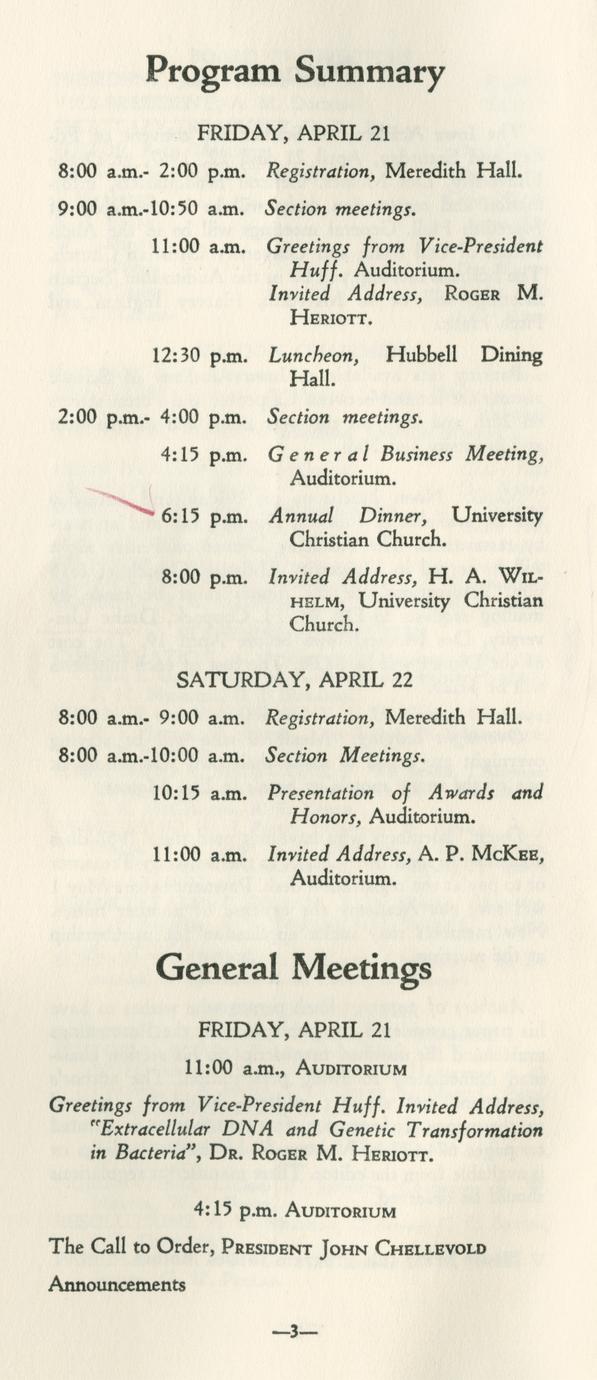 Program Summary
FRIDAY, APRIL 21
8:00 a.m.- 2:00 p.m. Registration, Meredith Hall.
9:00 a.m.-10:50 a.m. Section meetings.
11:00 a.m. Greetings from Vice-President
Huff. Auditorium.
Invited Address, ROGER M.
HERIOTT.
12:30 p.m. Luncheon, Hubbell Dining
Hall.
2:00 p.m.- 4:00 p.m. Section meetings.
4:15 p.m. General Business Meeting,
Auditorium.
6:15 p.m. Annual Dinner, University
Christian Church.
8:00 p.m. Invited Address, H. A. WIL-
HELM, University Christian
Church.
SATURDAY, APRIL 22
8:00 a.m.- 9:00 a.m. Registration, Meredith Hall.
8:00 a.m.-10:00 a.m. Section Meetings.
10:15 a.m. Presentation of Awards and
Honors, Auditorium.
11:00 a.m. Invited Address, A. P. MCKEE,
Auditorium.
General Meetings
FRIDAY, APRIL 21
11:00 a.m., AUDITORIUM
Greetings from Vice-President Huff. Invited Address,
"Extracellular DNA and Genetic Transformation
in Bacteria", DR. ROGER M. HERIOTT.
4:15 p.m. AUDITORIUM
The Call to Order, PRESIDENT JOHN CHELLEVOLD
Announcements
—3—